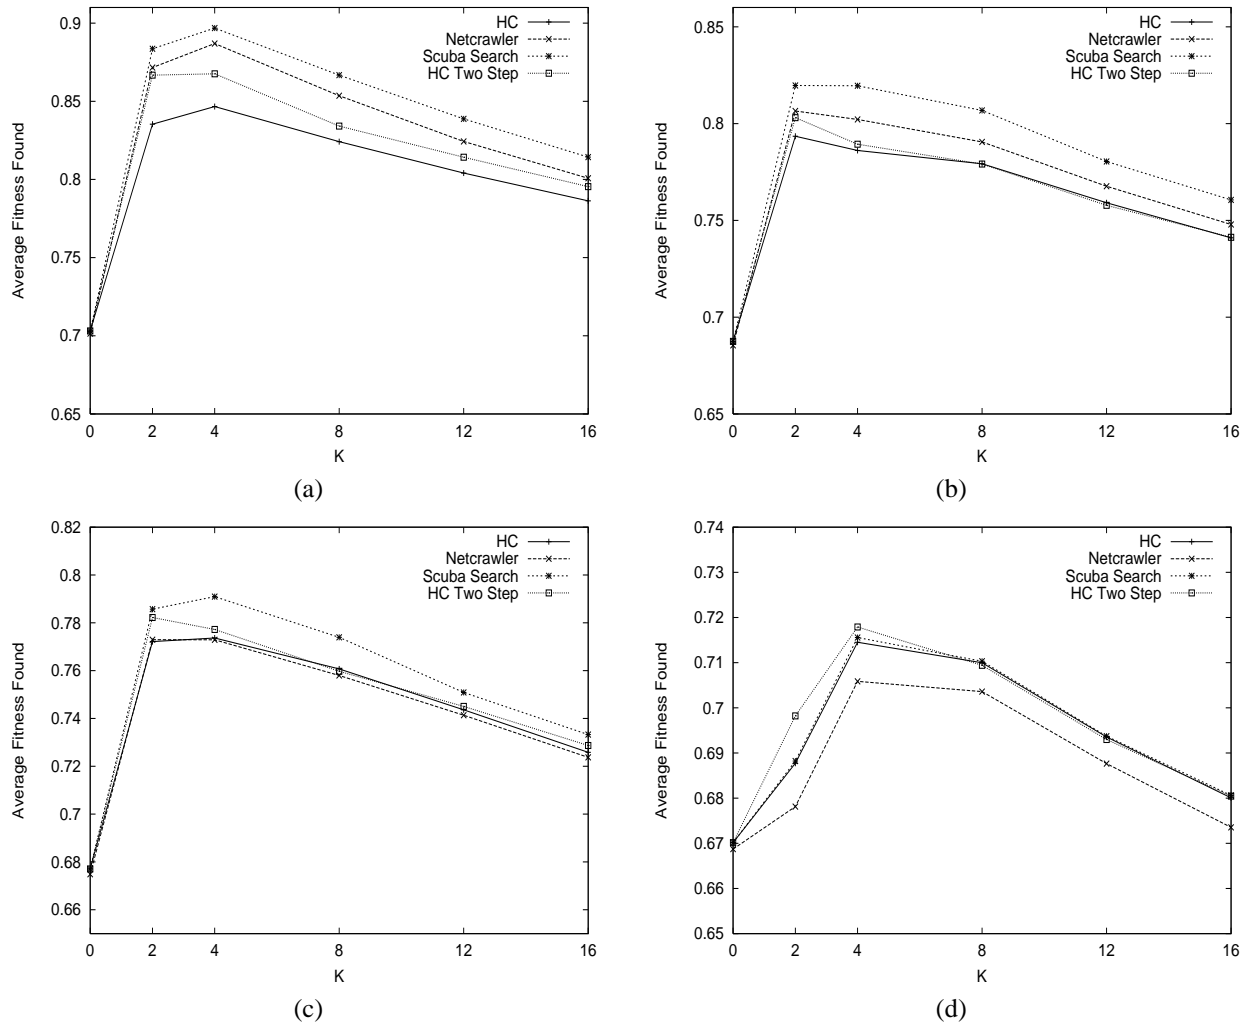 0.9
0.85
0.8
0.75
0.7
0.65
0 2 4 8 12 16
K
Average Fitness Found
HC
Netcrawler
Scuba Search
HC Two Step
(a)
0.85
0.8
0.75
0.7
0.65
0 2 4 8 12 16
K
Average Fitness Found
HC
Netcrawler
Scuba Search
HC Two Step
(b)
0.82
0.8
0.78
0.76
0.74
0.72
0.7
0.68
0.66
0 2 4 8 12 16
K
Average Fitness Found
HC
Netcrawler
Scuba Search
HC Two Step
(c)
0.74
0.73
0.72
0.71
0.7
0.69
0.68
0.67
0.66
0.65
0 2 4 8 12 16
K
Average Fitness Found
HC
Netcrawler
Scuba Search
HC Two Step
(d)